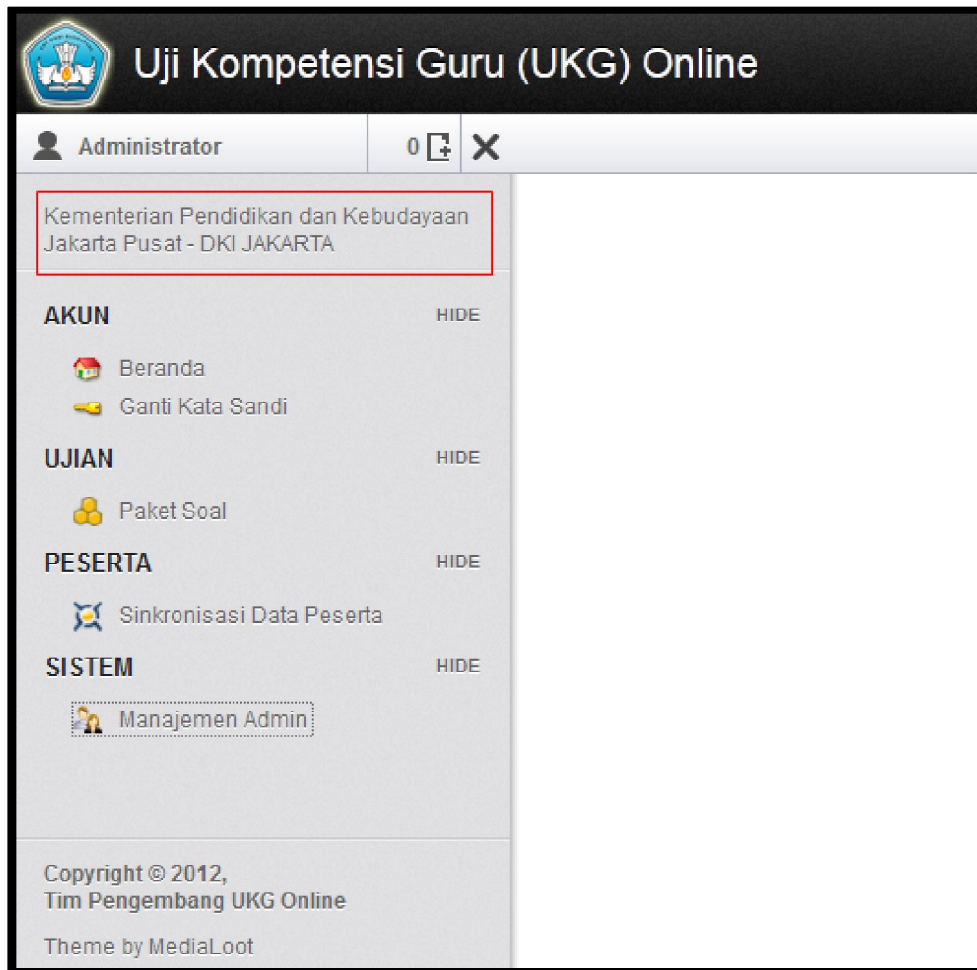 Uji Kompetensi Guru (UKG) Online
Administrator
0
Kementerian Pendidikan dan Kebudayaan
Jakarta Pusat - DKI JAKARTA
AKUN HIDE
Beranda
Ganti Kata Sandi
UJIAN HIDE
Paket Soal
PESERTA HIDE
Sinkronisasi Data Peserta
SISTEM HIDE
Manajemen Admin
Copyright © 2012,
Tim Pengembang UKG Online
Theme by MediaLoot